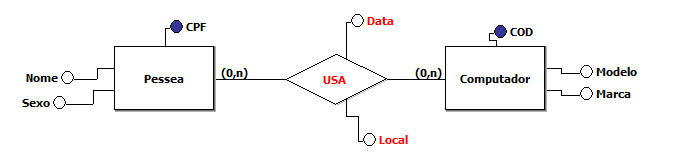 Data
CPF
COD
Nome
Pessea
(0,n)
USA
(0,n)
Computador
Modelo
Sexo
Marca
Local